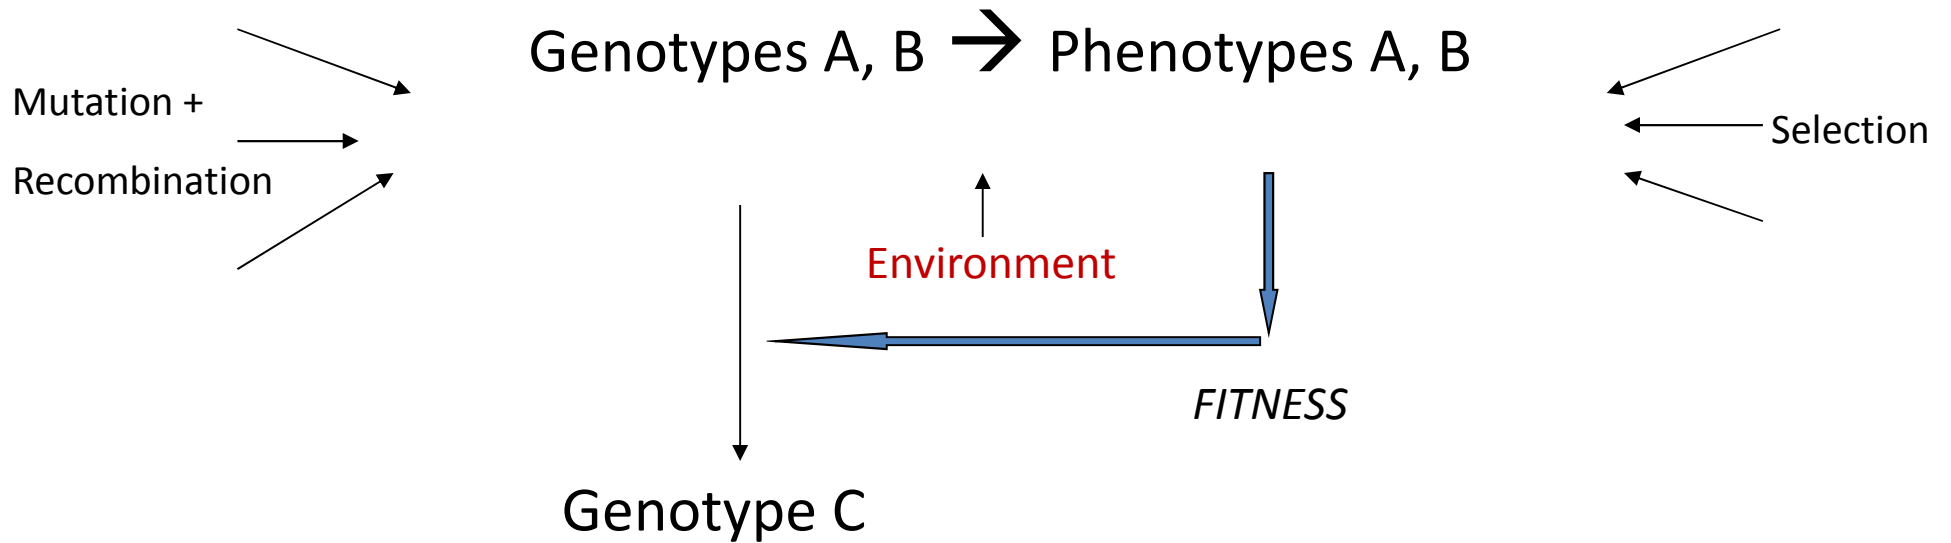 Genotypes A, B → Phenotypes A, B
Mutation +
Recombination
Selection
Environment
FITNESS
Genotype C